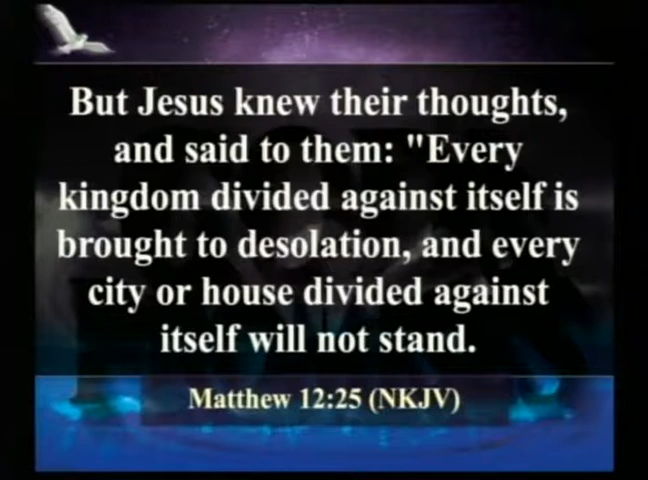 But Jesus knew their thoughts,
and said to them: "Every
kingdom divided against itself is
brought to desolation, and every
city or house divided against
itself will not stand.
Matthew 12:25 (NKJV)